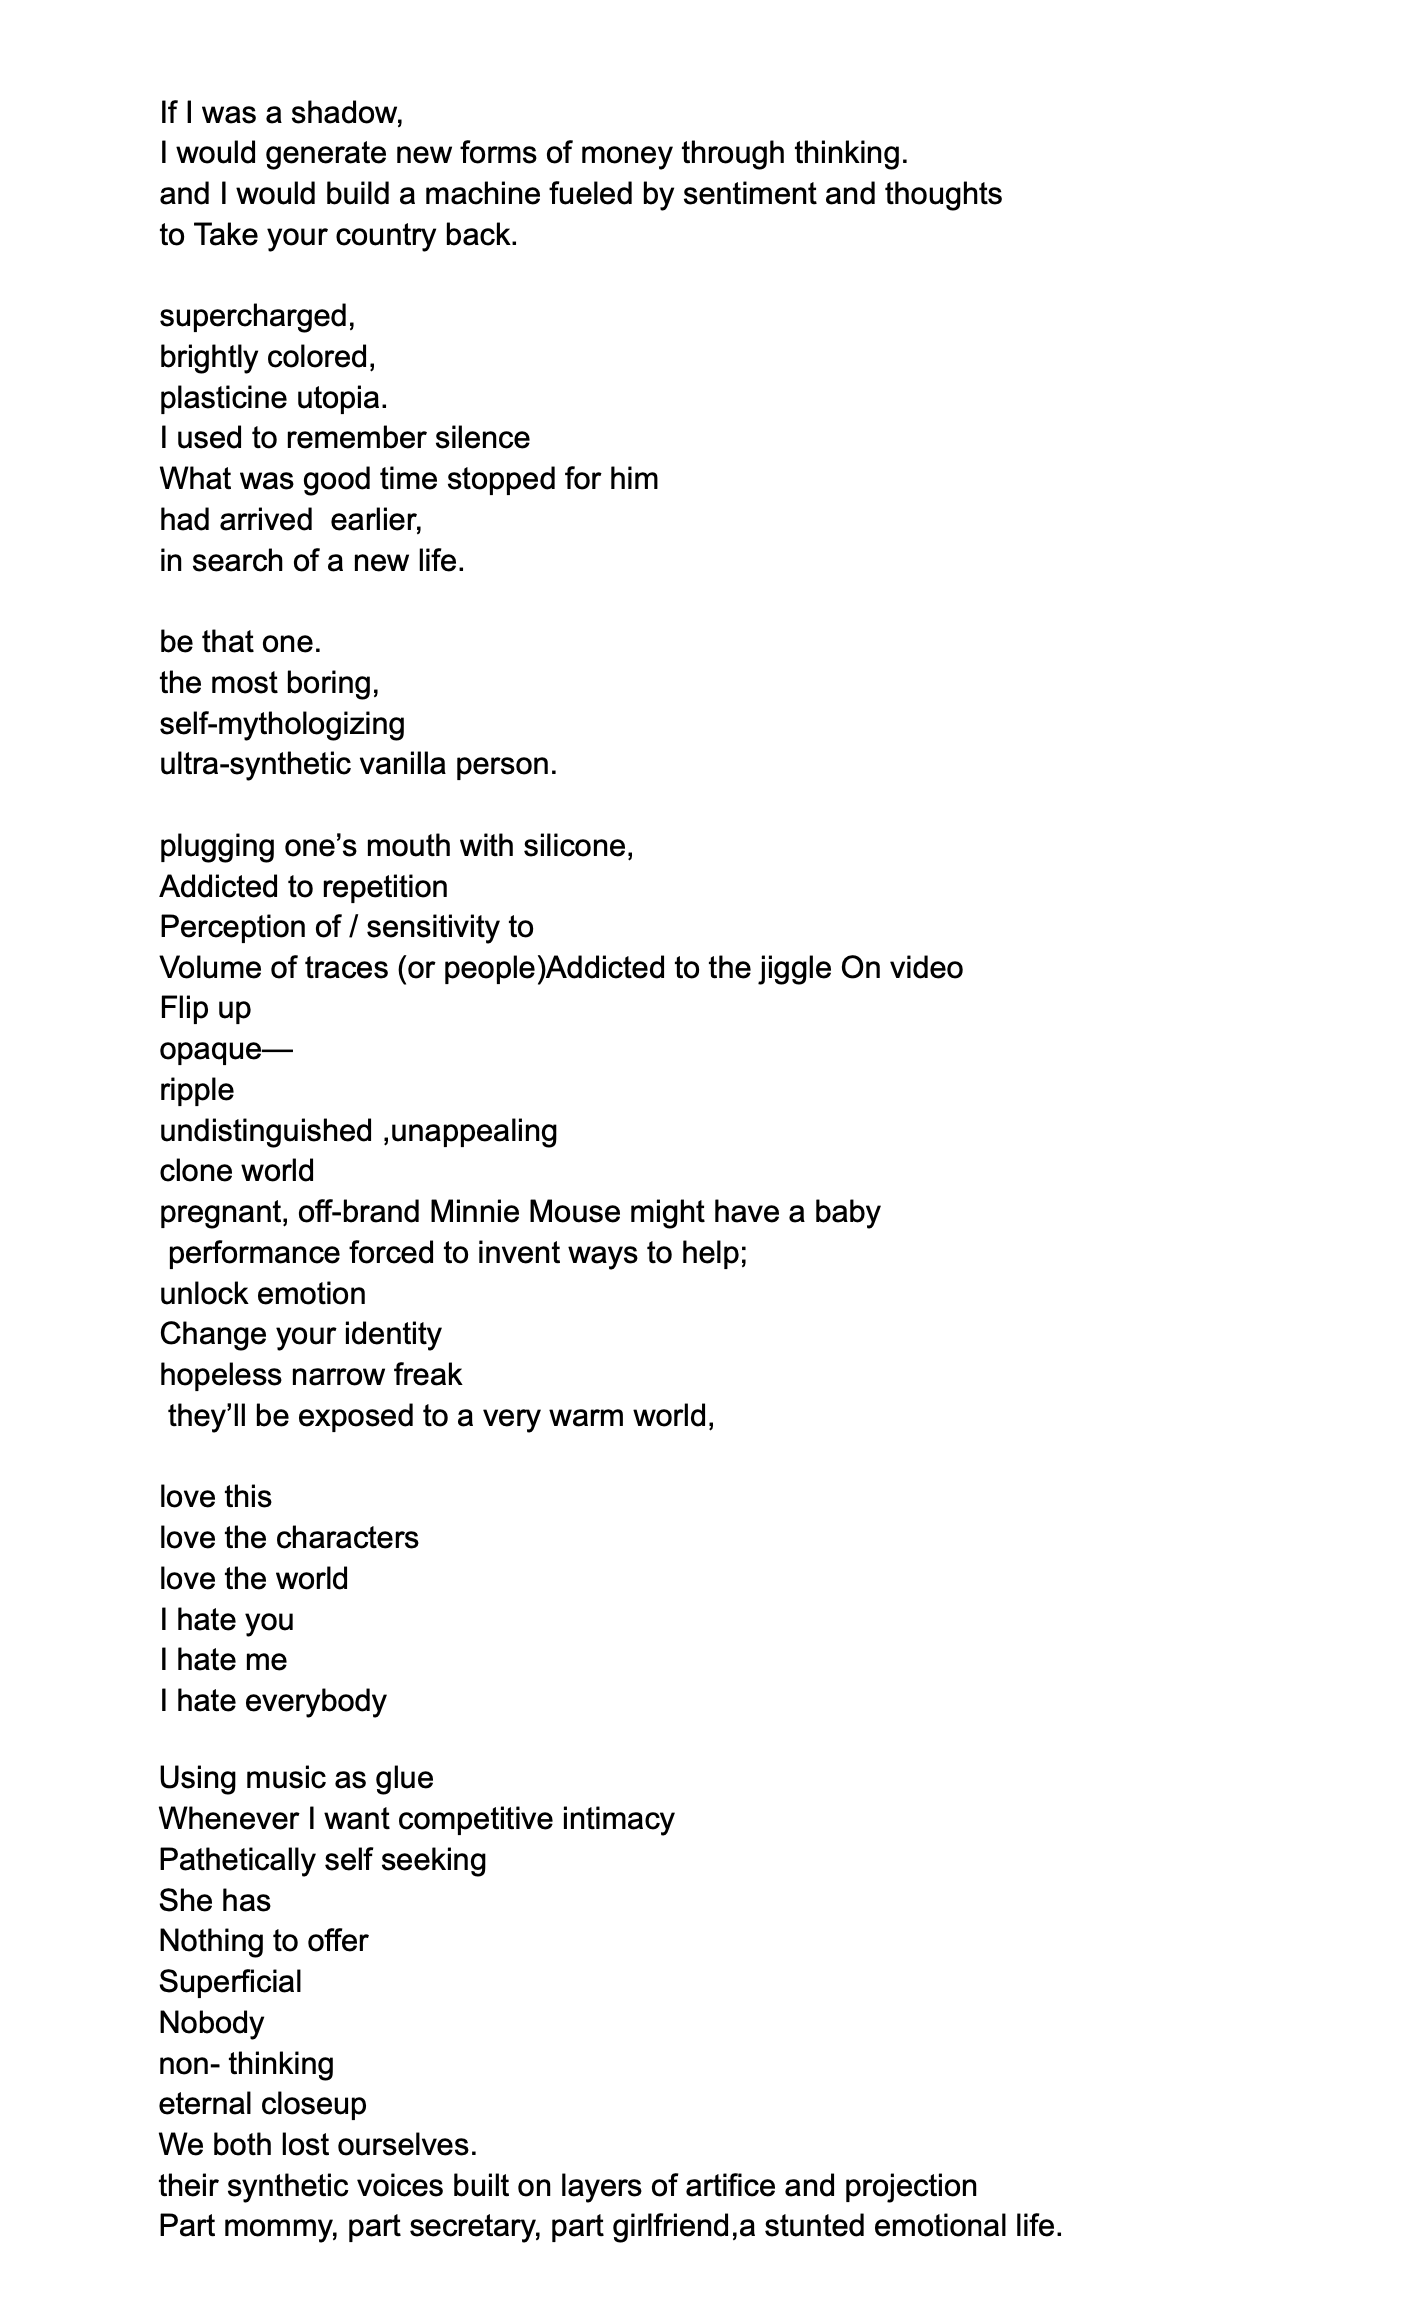 If I was a shadow,
I would generate new forms of money through thinking.
and I would build a machine fueled by sentiment and thoughts
to Take your country back.

supercharged,
brightly colored,
plasticine utopia.
I used to remember silence
What was good time stopped for him
had arrived  earlier,
in search of a new life.

be that one.
the most boring,
self-mythologizing
ultra-synthetic vanilla person.

plugging one’s mouth with silicone,
Addicted to repetition
Perception of / sensitivity to
Volume of traces (or people)Addicted to the jiggle On video
Flip up
opaque—
ripple
undistinguished ,unappealing
clone world
pregnant, off-brand Minnie Mouse might have a baby
 performance forced to invent ways to help;
unlock emotion
Change your identity
hopeless narrow freak
 they’ll be exposed to a very warm world,

love this
love the characters
love the world
I hate you
I hate me
I hate everybody

Using music as glue
Whenever I want competitive intimacy
Pathetically self seeking
She has
Nothing to offer
Superficial
Nobody
non- thinking
eternal closeup
We both lost ourselves.
their synthetic voices built on layers of artifice and projection
Part mommy, part secretary, part girlfriend,a stunted emotional life.